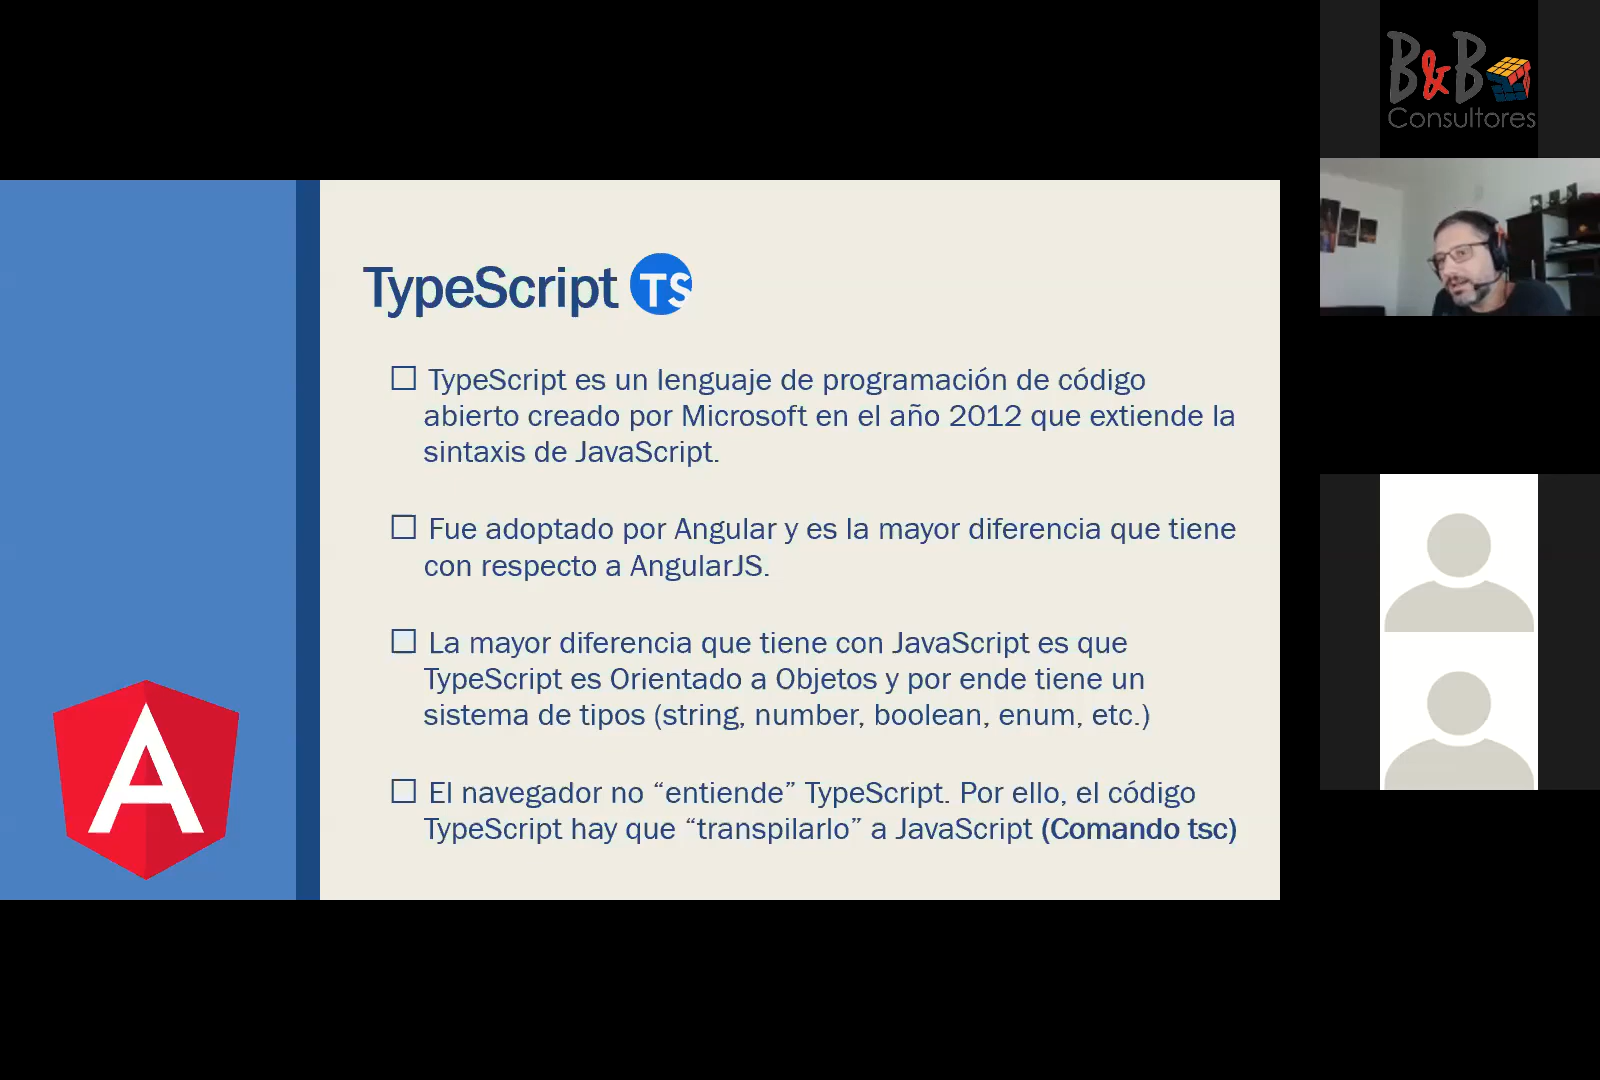 B&B
Consultores
TypeScript TS
TypeScript es un lenguaje de programación de código
abierto creado por Microsoft en el año 2012 que extiende la
sintaxis de JavaScript.
Fue adoptado por Angular y es la mayor diferencia que tiene
con respecto a AngularJS.
La mayor diferencia que tiene con JavaScript es que
TypeScript es Orientado a Objetos y por ende tiene un
sistema de tipos (string, number, boolean, enum, etc.)
El navegador no “entiende” TypeScript. Por ello, el código
TypeScript hay que “transpilarlo” a JavaScript (Comando tsc)
A